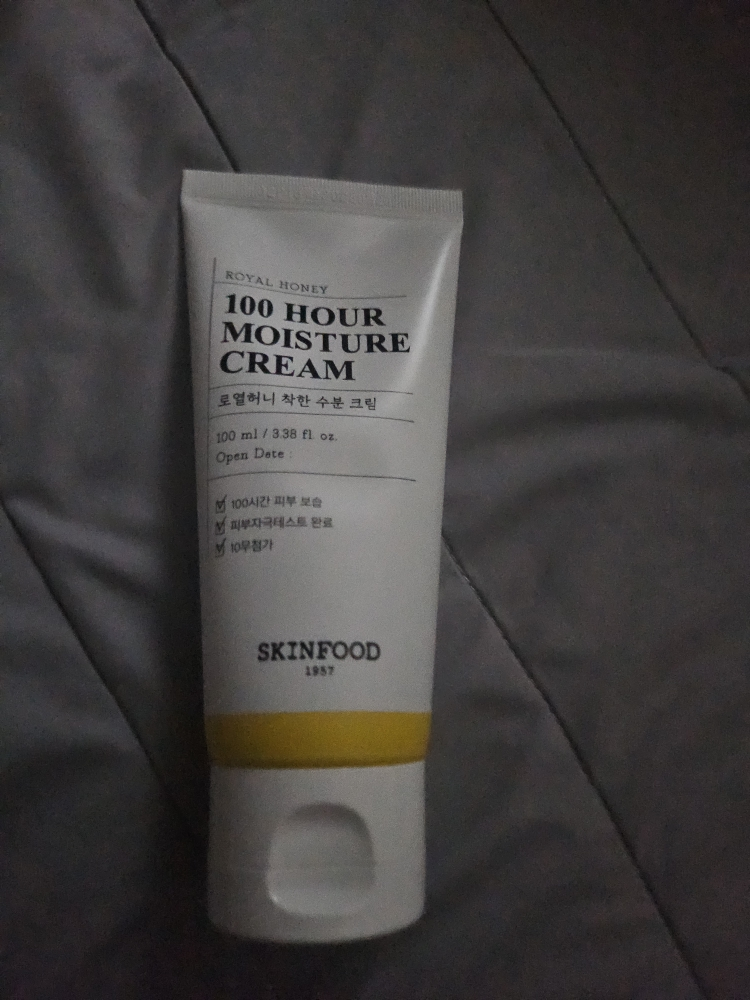 ROYAL HONEY
100 HOUR
MOISTURE
CREAM
로열허니 착한 수분 크림
100 ml / 3.38 fl. oz.
Open Date :
100시간 피부 보습
피부자극테스트 완료
10무첨가
SKINFOOD
1957